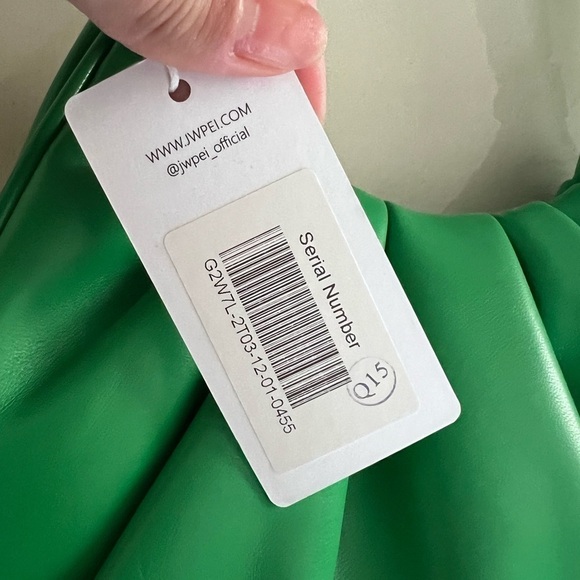 WWW.JWPEI.COM
@jwpei_official
Serial Number
G2W7L-2T03-12-01-0455
Q15